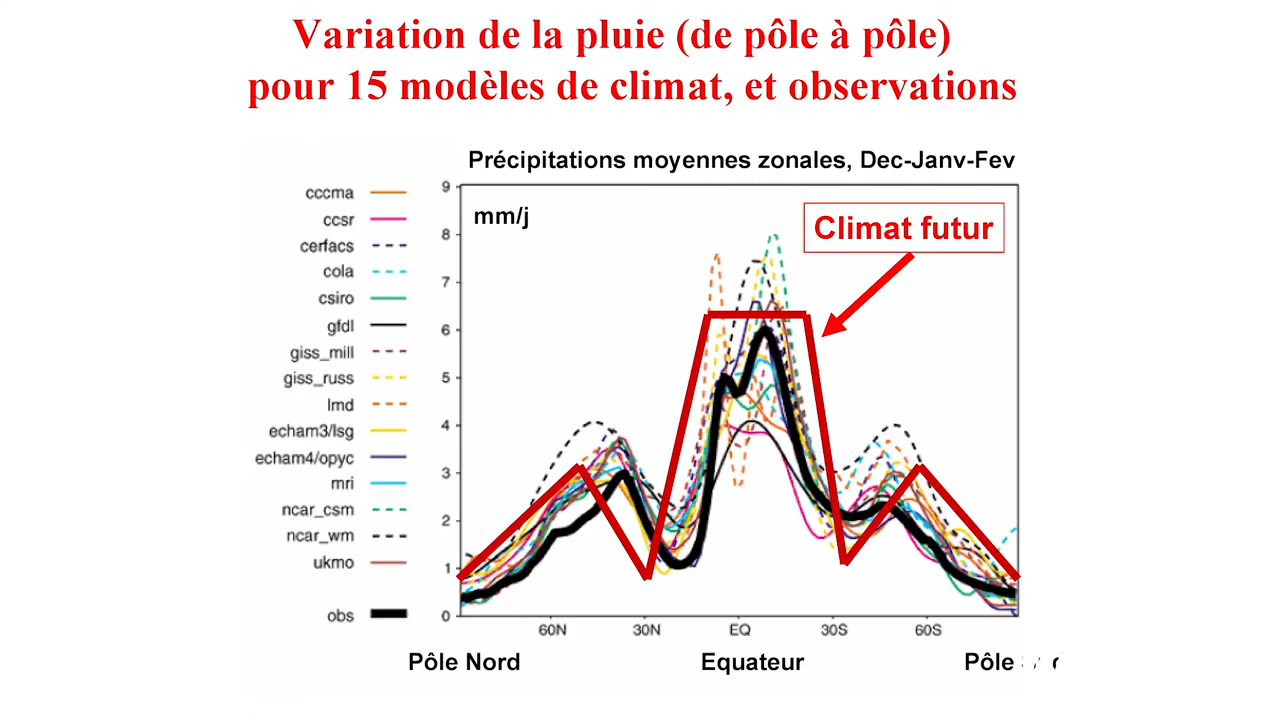 Variation de la pluie (de pôle à pôle)
pour 15 modèles de climat, et observations
Précipitations moyennes zonales, Dec-Janv-Fev
mm/j
Climat futur
cccma
ccsr
cerfacs
cola
csiro
gfdl
giss_mill
giss_russ
lmd
echam3/lsg
echam4/opyc
mri
ncar_csm
ncar_wm
ukmo
obs
9
8
7
6
5
4
3
2
1
0
60N 30N EQ 30S 60S
Pôle Nord Equateur Pôle